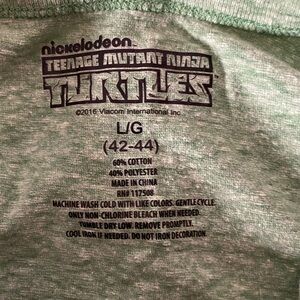 nickelodeon
TEENAGE MUTANT NINJA
TURTLES
©2016 Viacom International Inc.
L/G
(42-44)
60% COTTON
40% POLYESTER
MADE IN CHINA
RN# 117508
MACHINE WASH COLD WITH LIKE COLORS. GENTLE CYCLE.
ONLY NON-CHLORINE BLEACH WHEN NEEDED.
TUMBLE DRY LOW. REMOVE PROMPTLY.
COOL IRON IF NEEDED. DO NOT IRON DECORATION.